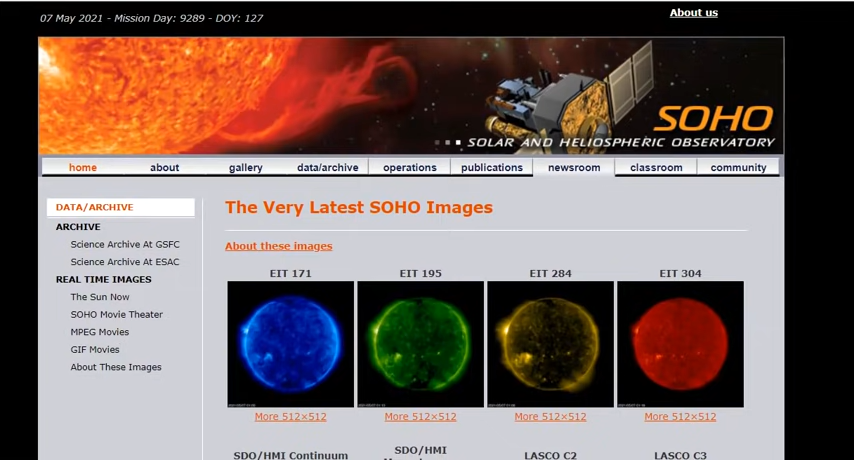 07 May 2021 - Mission Day: 9289 - DOY: 127
About us
SOHO
SOLAR AND HELIOSPHERIC OBSERVATORY
home about gallery data/archive operations publications newsroom classroom community
DATA/ARCHIVE
ARCHIVE
Science Archive At GSFC
Science Archive At ESAC
REAL TIME IMAGES
The Sun Now
SOHO Movie Theater
MPEG Movies
GIF Movies
About These Images
The Very Latest SOHO Images
About these images
EIT 171 EIT 195 EIT 284 EIT 304
More 512×512 More 512×512 More 512×512 More 512×512
SDO/HMI Continuum SDO/HMI LASCO C2 LASCO C3